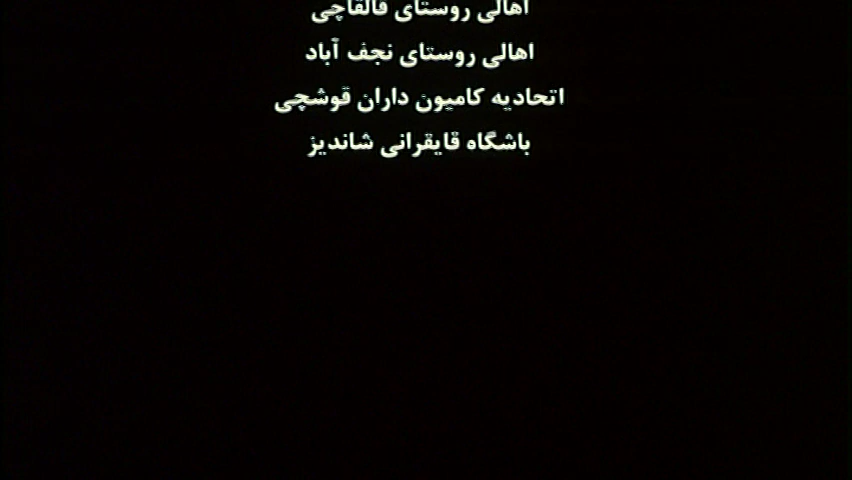 اهالی روستای قالقاچی
اهالی روستای نجف آباد
اتحادیه کامیون داران قوشچی
باشگاه قایقرانی شاندیز